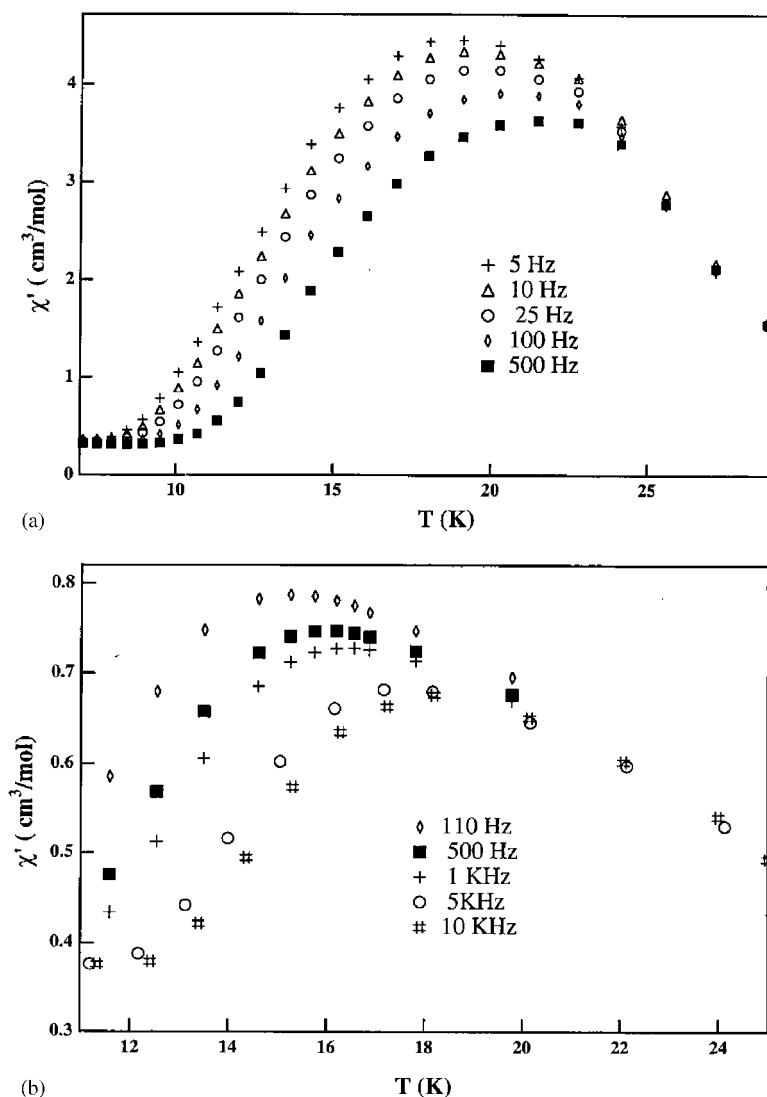 4
3
2
1
0
χ' ( cm³/mol)
+ 5 Hz
△ 10 Hz
○ 25 Hz
◊ 100 Hz
■ 500 Hz
10 15 20 25
T (K)
(a)
0.8
0.7
0.6
0.5
0.4
0.3
χ' ( cm³/mol)
◊ 110 Hz
■ 500 Hz
+ 1 KHz
○ 5KHz
# 10 KHz
12 14 16 18 20 22 24
T (K)
(b)